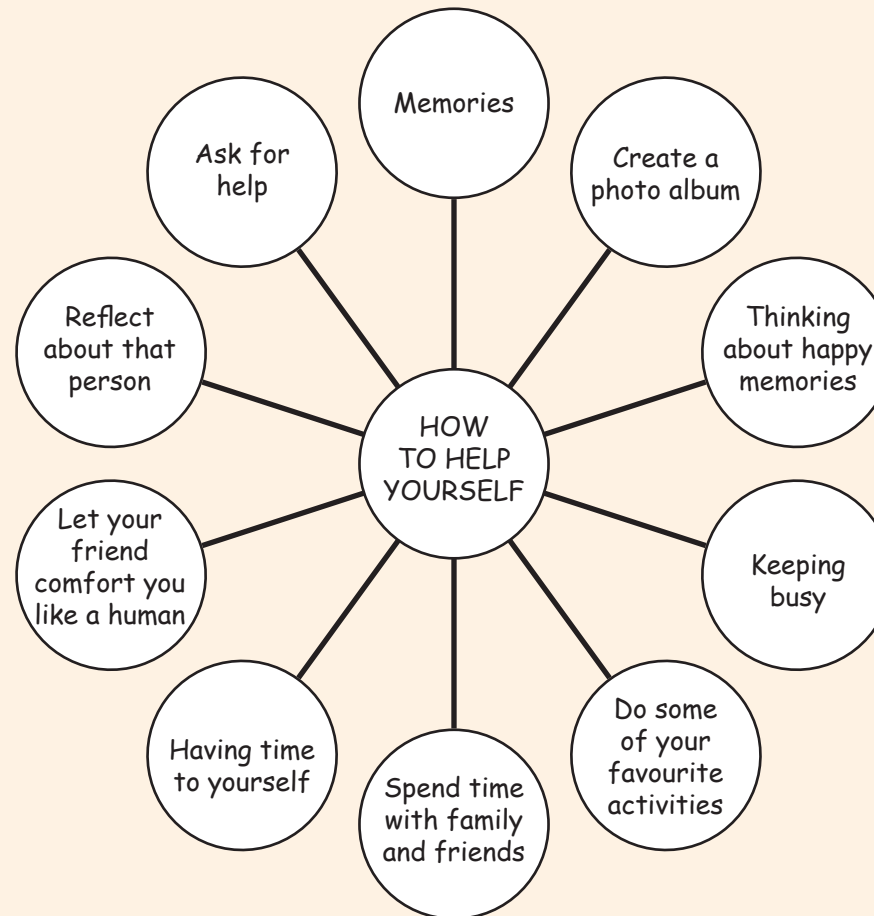 Memories
Create a
photo album
Thinking
about happy
memories
Keeping
busy
Do some
of your
favourite
activities
Spend time
with family
and friends
Having time
to yourself
Let your
friend
comfort you
like a human
Reflect
about that
person
Ask for
help
HOW
TO HELP
YOURSELF